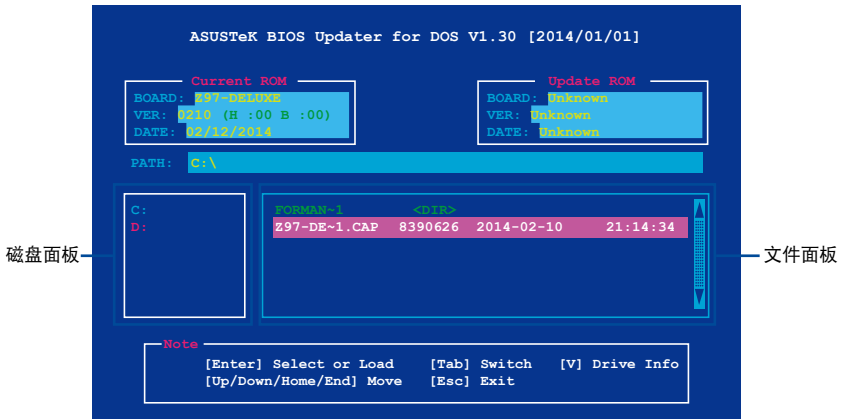 ASUSTeK BIOS Updater for DOS V1.30 [2014/01/01]
Current ROM
BOARD: Z97-DELUXE
VER: 0210 (H :00 B :00)
DATE: 02/12/2014
Update ROM
BOARD: Unknown
VER: Unknown
DATE: Unknown
PATH: C:\
C:
D:
FORMAN~1 <DIR>
Z97-DE~1.CAP 8390626 2014-02-10 21:14:34
磁盘面板
文件面板
Note
[Enter] Select or Load [Tab] Switch [V] Drive Info
[Up/Down/Home/End] Move [Esc] Exit